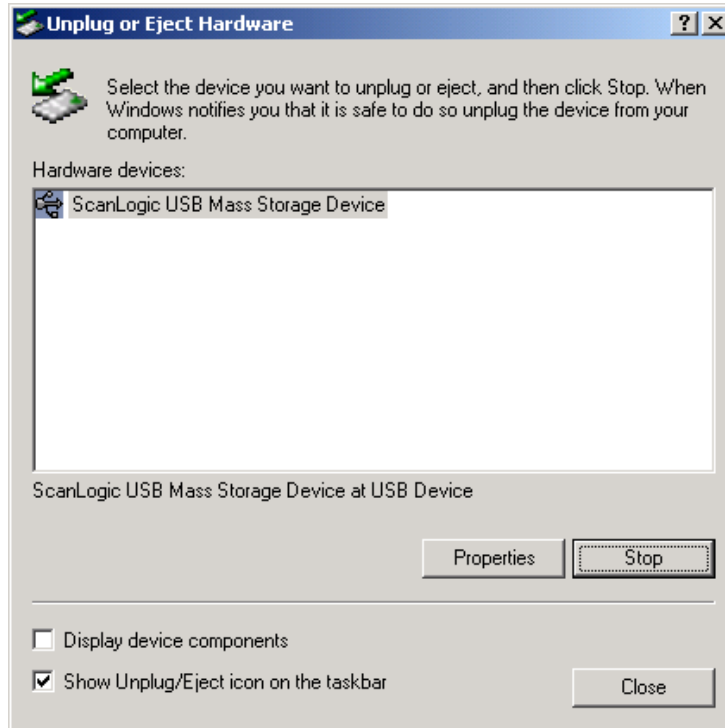 Unplug or Eject Hardware
Select the device you want to unplug or eject, and then click Stop. When
Windows notifies you that it is safe to do so unplug the device from your
computer.
Hardware devices:
ScanLogic USB Mass Storage Device
ScanLogic USB Mass Storage Device at USB Device
Properties Stop
Display device components
Show Unplug/Eject icon on the taskbar
Close